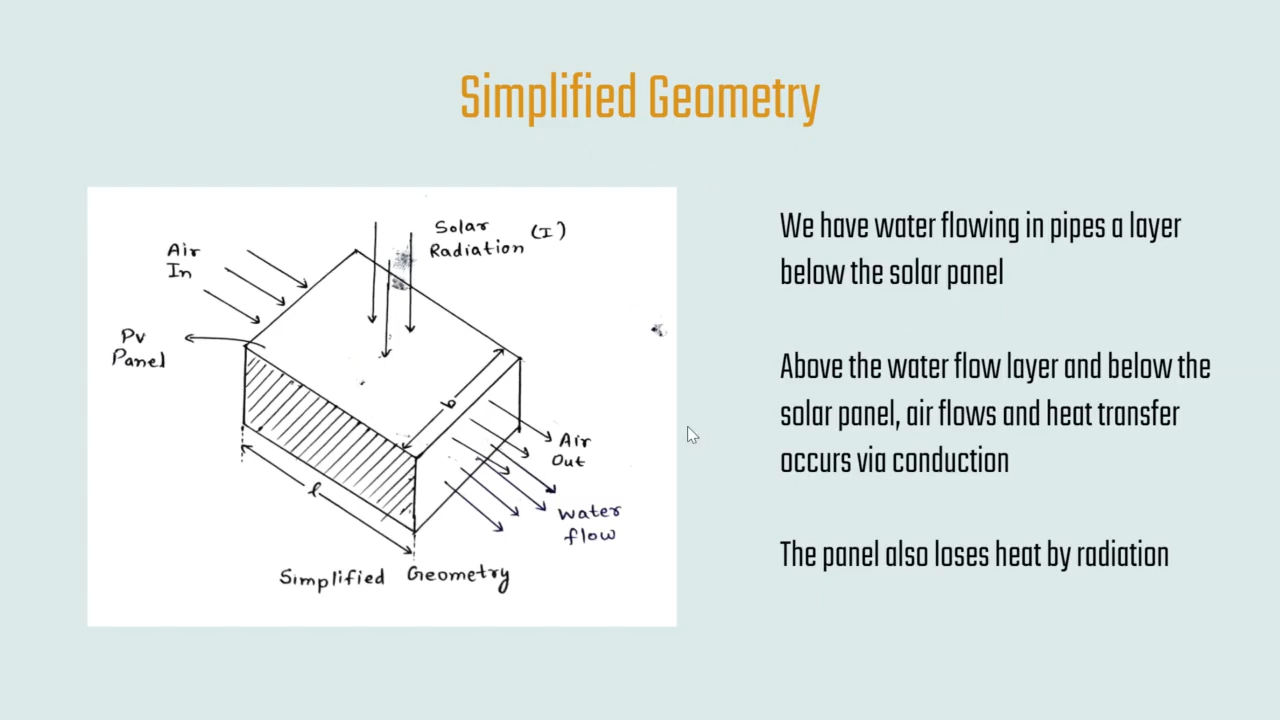 Simplified Geometry
Air
In
Solar
Radiation (I)
Pv
Panel
b
l
Air
Out
Water
flow
Simplified Geometry
We have water flowing in pipes a layer
below the solar panel
Above the water flow layer and below the
solar panel, air flows and heat transfer
occurs via conduction
The panel also loses heat by radiation